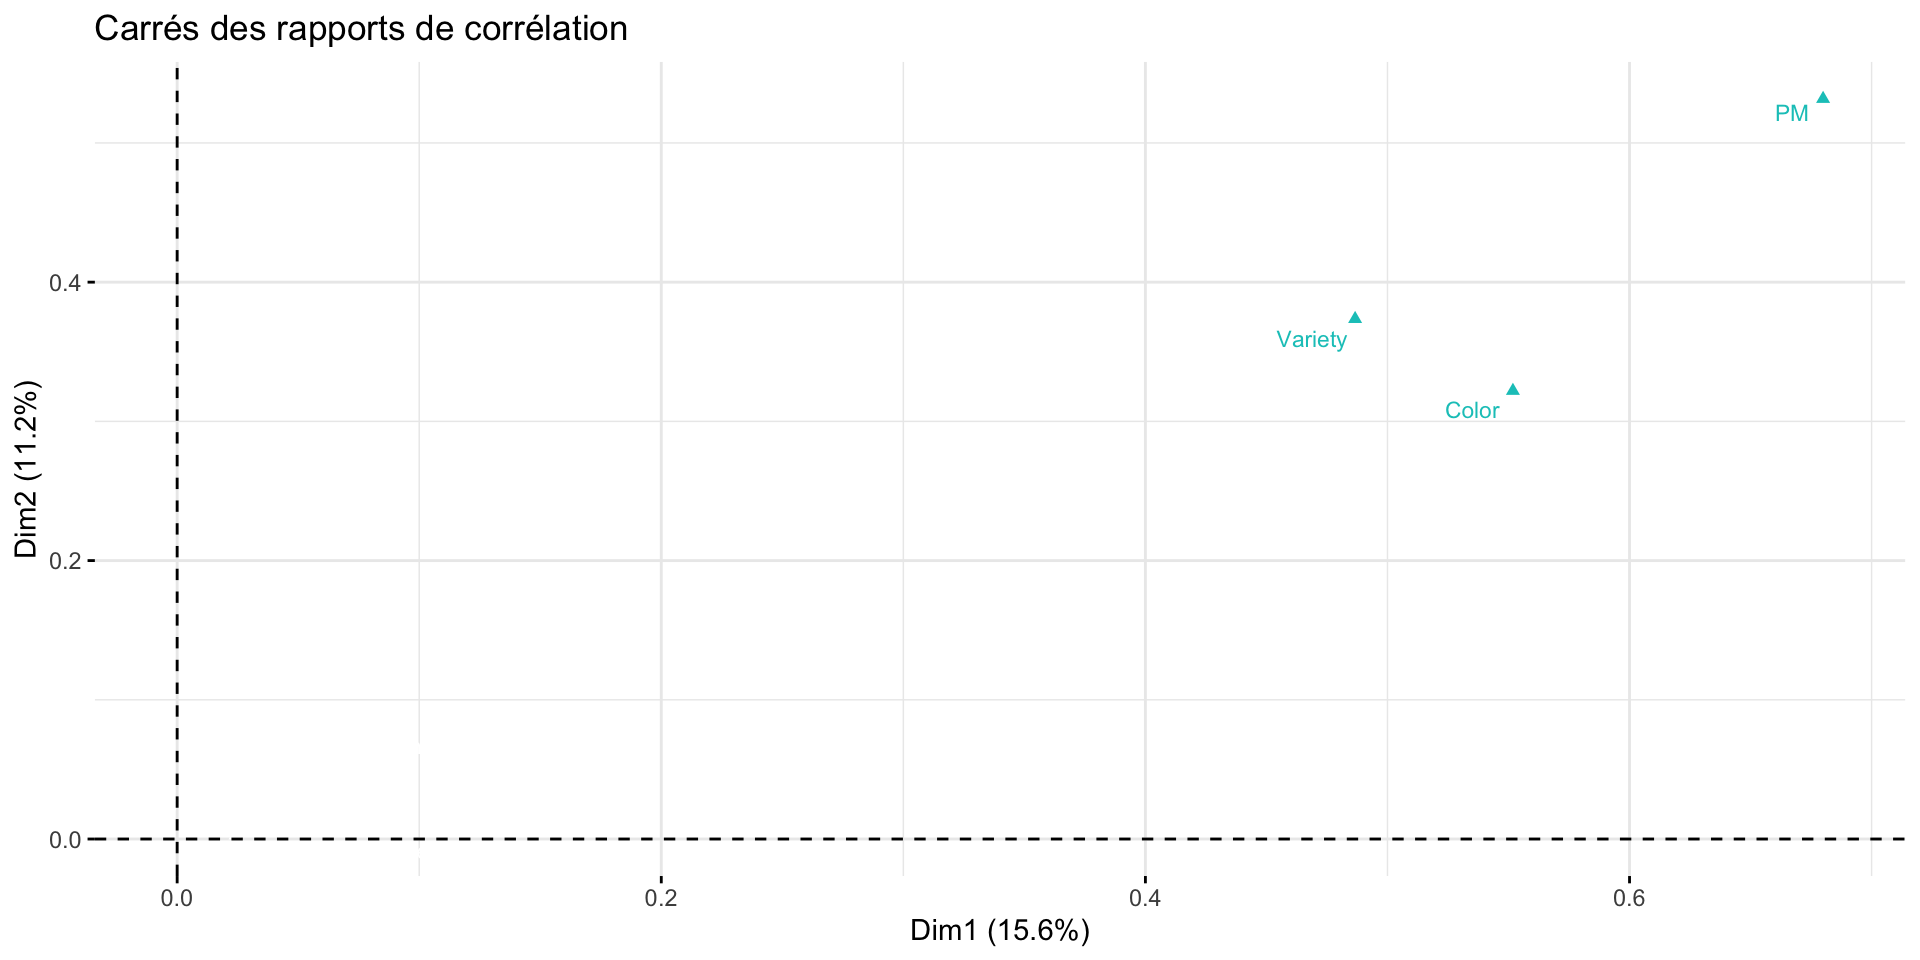 Carrés des rapports de corrélation
PM
Variety
Color
0.4
0.2
0.0
0.0 0.2 0.4 0.6
Dim2 (11.2%)
Dim1 (15.6%)